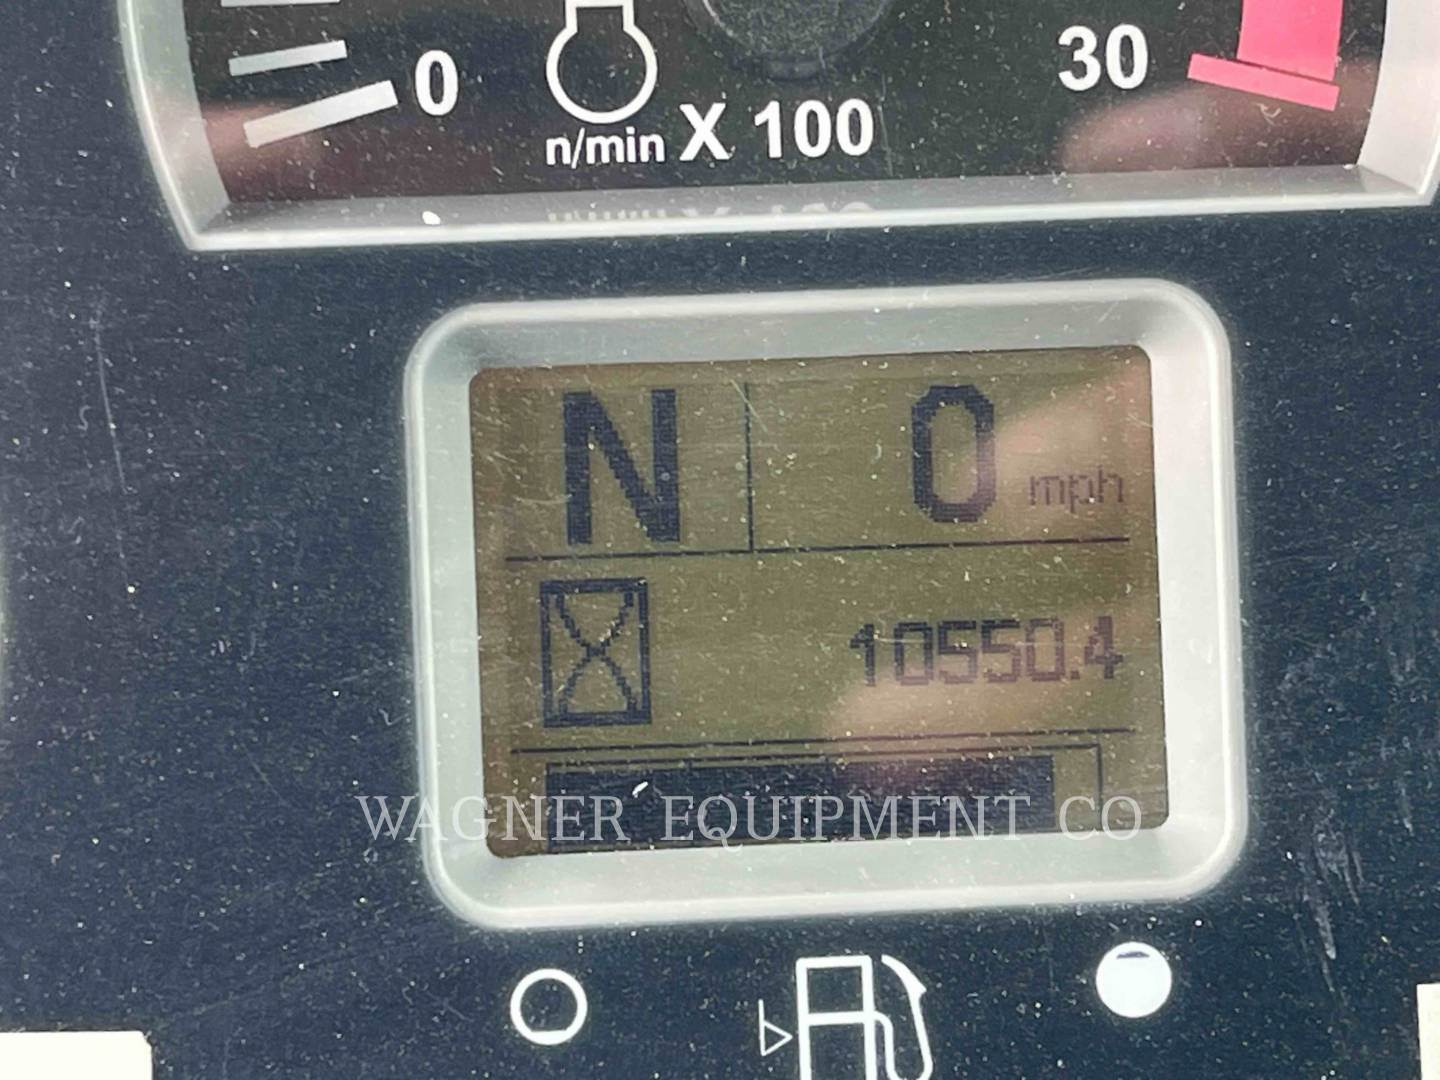 0
30
n/min X 100
N 0 mph
10550.4
WAGNER EQUIPMENT CO